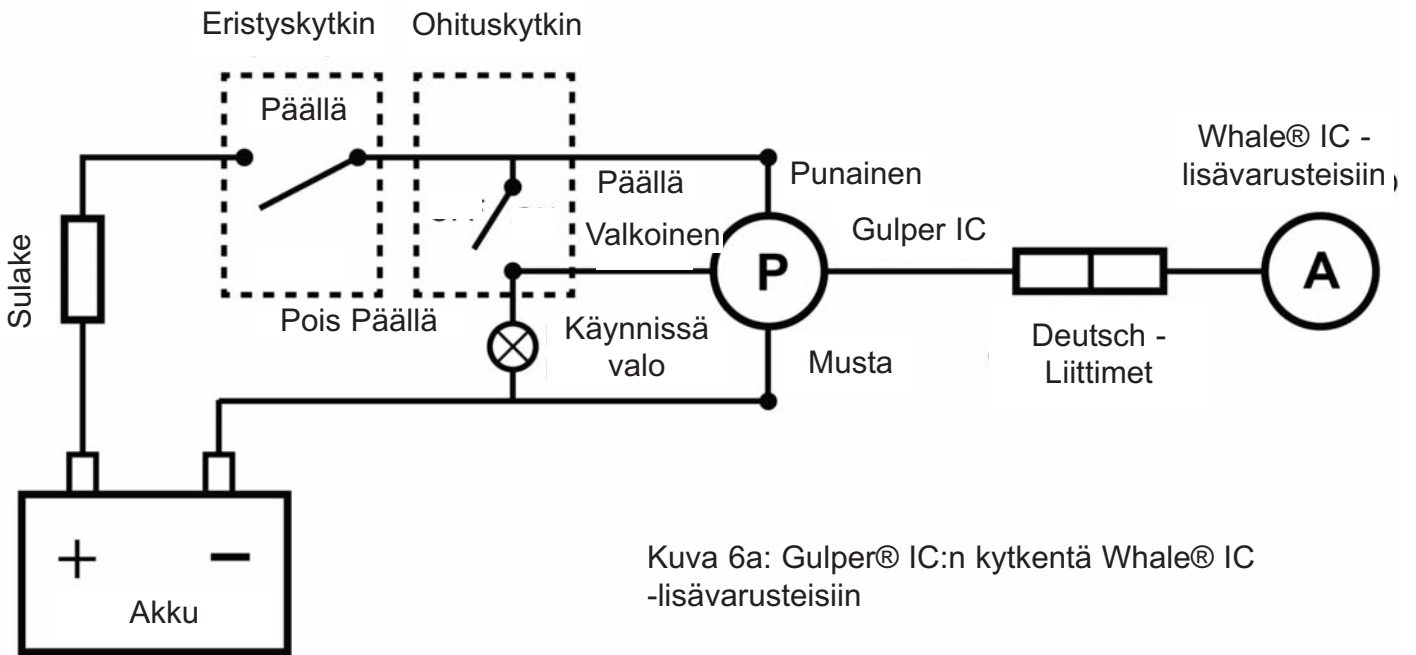 Eristyskytkin
Ohituskytkin
Päällä
Whale® IC -
lisävarusteisiin
Päällä
Punainen
Valkoinen
Gulper IC
Sulake
P
A
Pois Päällä
Käynnissä
valo
Musta
Deutsch -
Liittimet
+ −
Akku
Kuva 6a: Gulper® IC:n kytkentä Whale® IC
-lisävarusteisiin